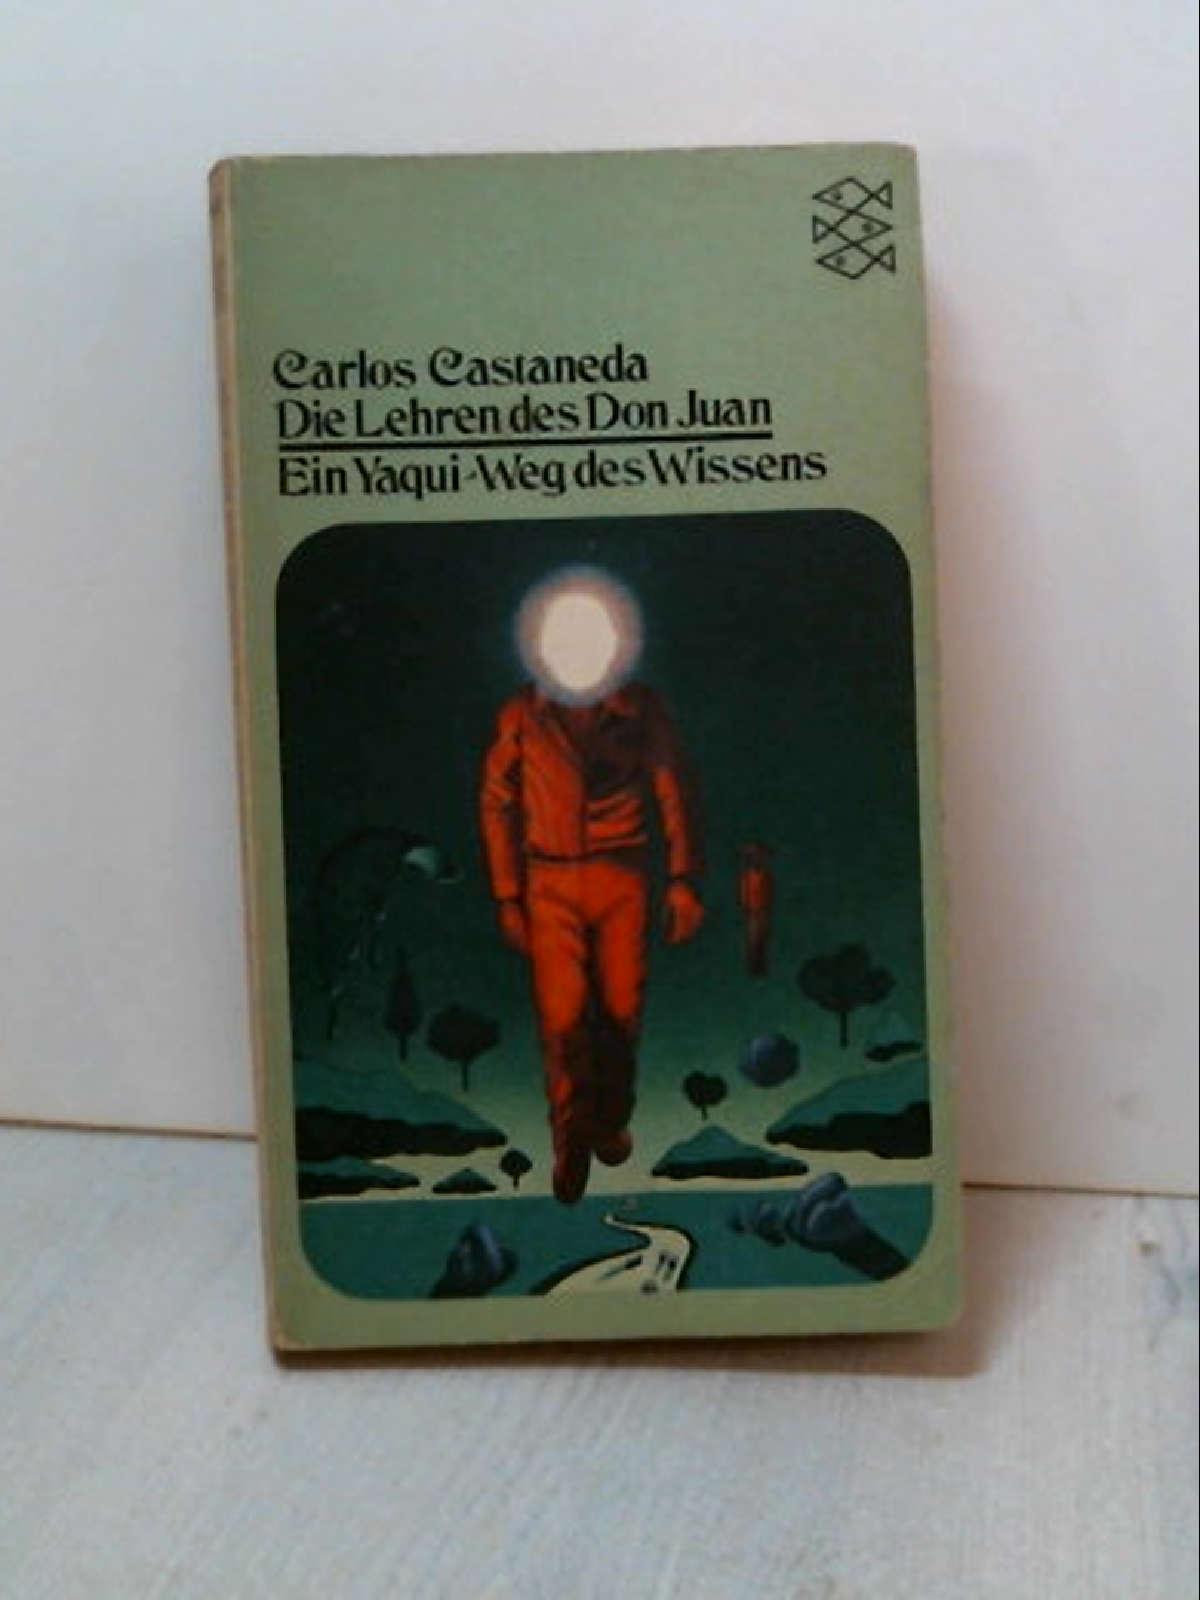 Carlos Castaneda
Die Lehren des Don Juan
Ein Yaqui-Weg des Wissens